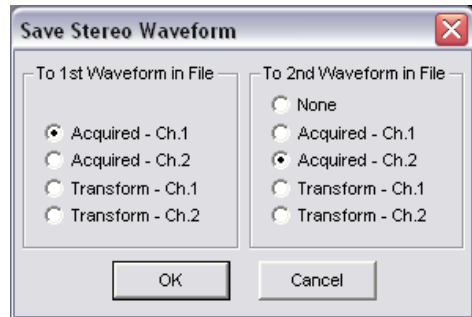 Save Stereo Waveform
To 1st Waveform in File
Acquired - Ch.1
Acquired - Ch.2
Transform - Ch.1
Transform - Ch.2
To 2nd Waveform in File
None
Acquired - Ch.1
Acquired - Ch.2
Transform - Ch.1
Transform - Ch.2
OK
Cancel